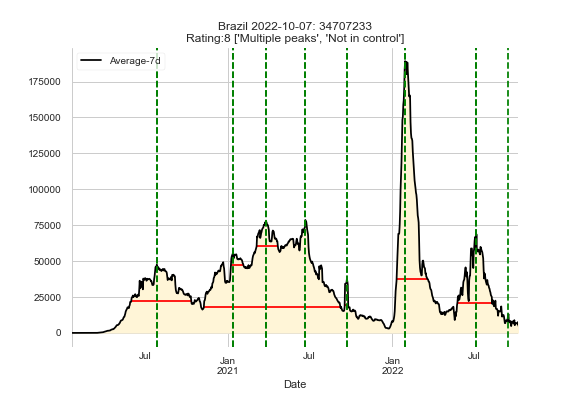 Brazil 2022-10-07: 34707233
Rating:8 ['Multiple peaks', 'Not in control']
Average-7d
175000
150000
125000
100000
75000
50000
25000
0
Jul
Jan
2021
Jul
Jan
2022
Jul
Date